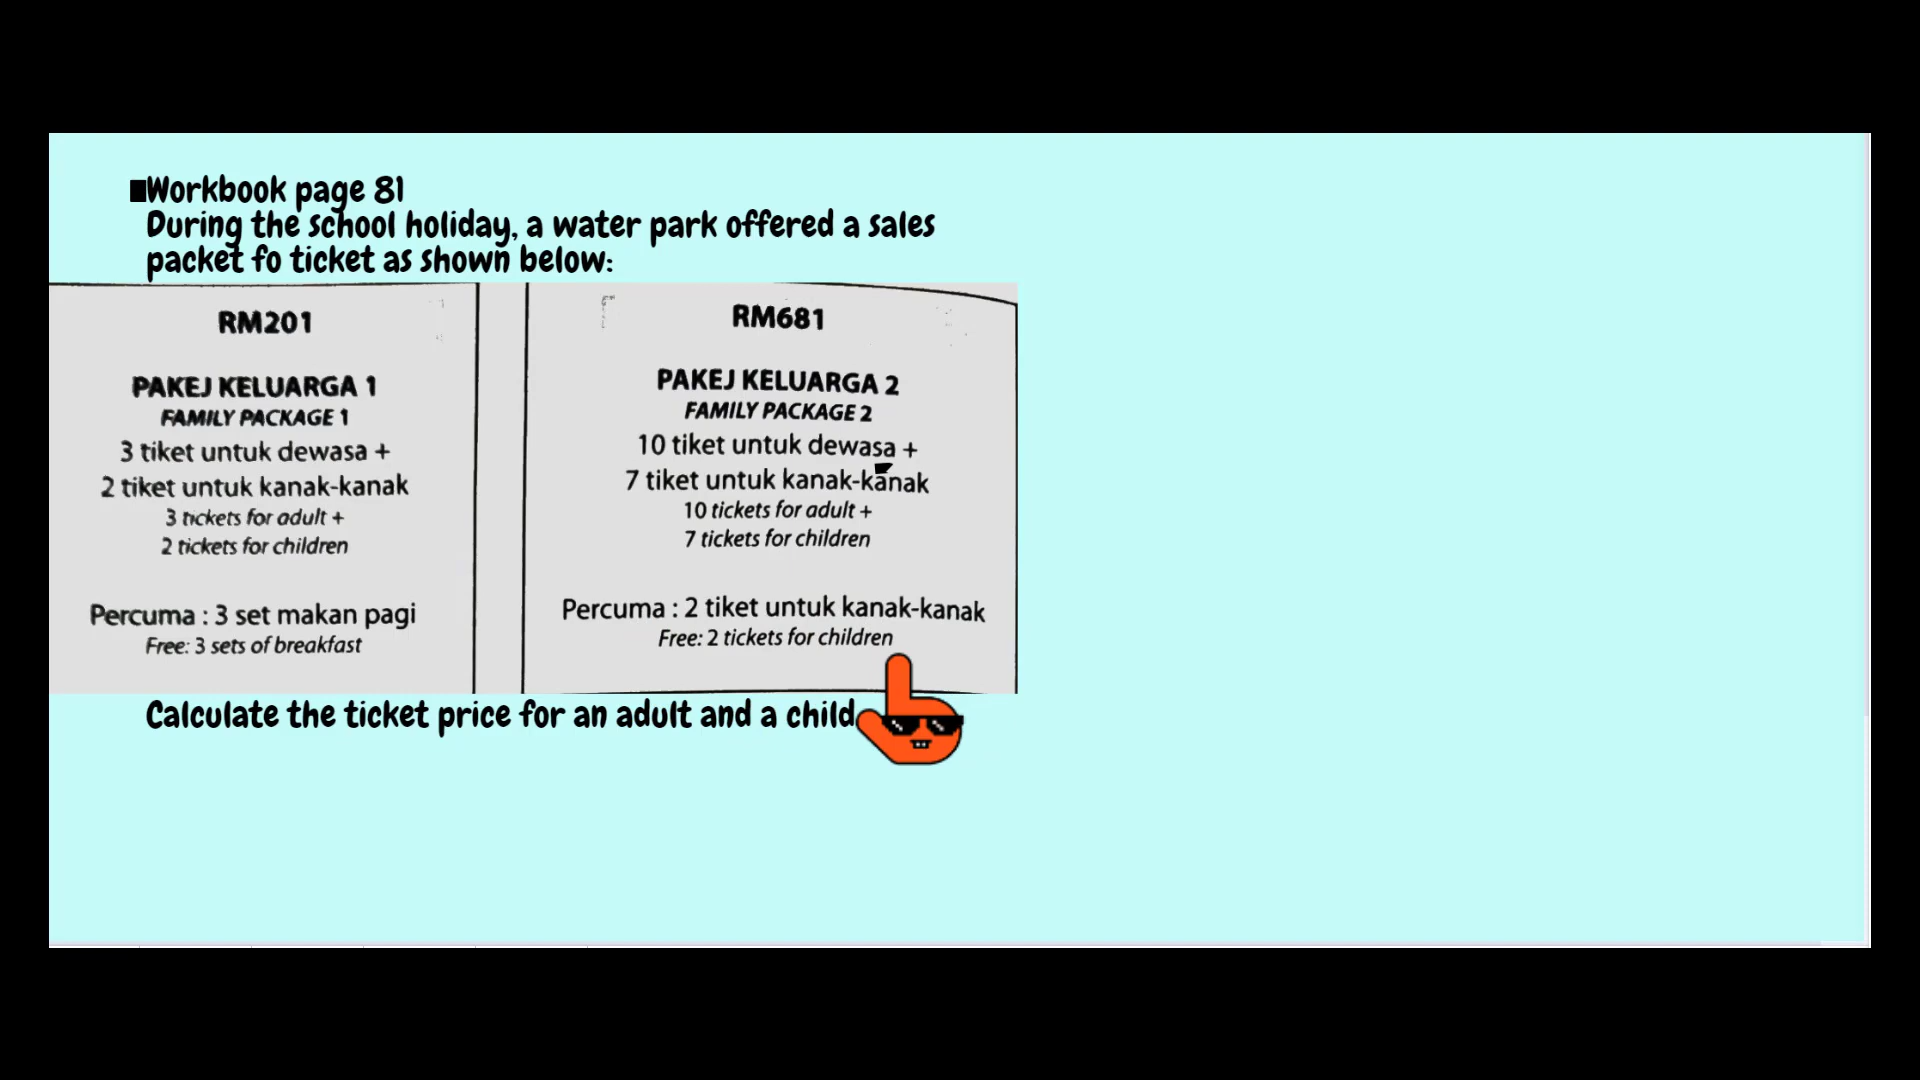 Workbook page 81
During the school holiday, a water park offered a sales
packet fo ticket as shown below:
RM201
PAKEJ KELUARGA 1
FAMILY PACKAGE 1
3 tiket untuk dewasa +
2 tiket untuk kanak-kanak
3 tickets for adult +
2 tickets for children
Percuma : 3 set makan pagi
Free: 3 sets of breakfast
RM681
PAKEJ KELUARGA 2
FAMILY PACKAGE 2
10 tiket untuk dewasa +
7 tiket untuk kanak-kanak
10 tickets for adult +
7 tickets for children
Percuma : 2 tiket untuk kanak-kanak
Free: 2 tickets for children
Calculate the ticket price for an adult and a child